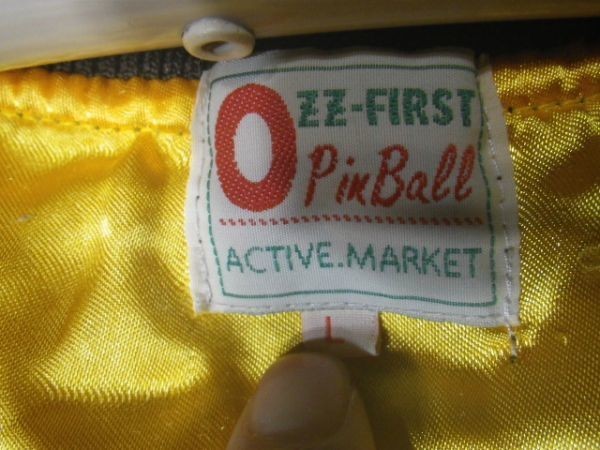 OZZ-FIRST
PinBall
ACTIVE.MARKET
L